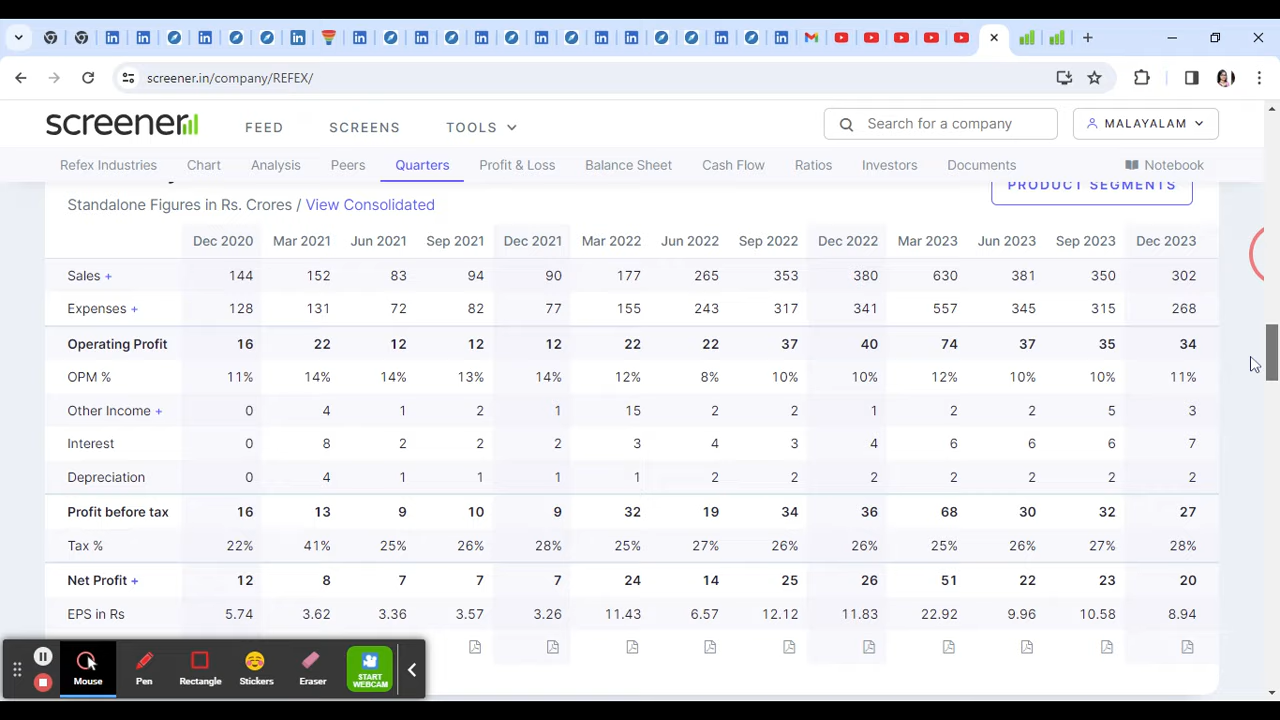 screener.in/company/REFEX/
screener
FEED
SCREENS
TOOLS
Search for a company
MALAYALAM
Refex Industries Chart Analysis Peers Quarters Profit & Loss Balance Sheet Cash Flow Ratios Investors Documents Notebook
PRODUCT SEGMENTS
Standalone Figures in Rs. Crores / View Consolidated
Dec 2020 Mar 2021 Jun 2021 Sep 2021 Dec 2021 Mar 2022 Jun 2022 Sep 2022 Dec 2022 Mar 2023 Jun 2023 Sep 2023 Dec 2023
Sales + 144 152 83 94 90 177 265 353 380 630 381 350 302
Expenses + 128 131 72 82 77 155 243 317 341 557 345 315 268
Operating Profit 16 22 12 12 12 22 22 37 40 74 37 35 34
OPM % 11% 14% 14% 13% 14% 12% 8% 10% 10% 12% 10% 10% 11%
Other Income + 0 4 1 2 1 15 2 2 1 2 2 5 3
Interest 0 8 2 2 2 3 4 3 4 6 6 6 7
Depreciation 0 4 1 1 1 1 2 2 2 2 2 2 2
Profit before tax 16 13 9 10 9 32 19 34 36 68 30 32 27
Tax % 22% 41% 25% 26% 28% 25% 27% 26% 26% 25% 26% 27% 28%
Net Profit + 12 8 7 7 7 24 14 25 26 51 22 23 20
EPS in Rs 5.74 3.62 3.36 3.57 3.26 11.43 6.57 12.12 11.83 22.92 9.96 10.58 8.94
Mouse
Pen
Rectangle
Stickers
Eraser
START
WEBCAM